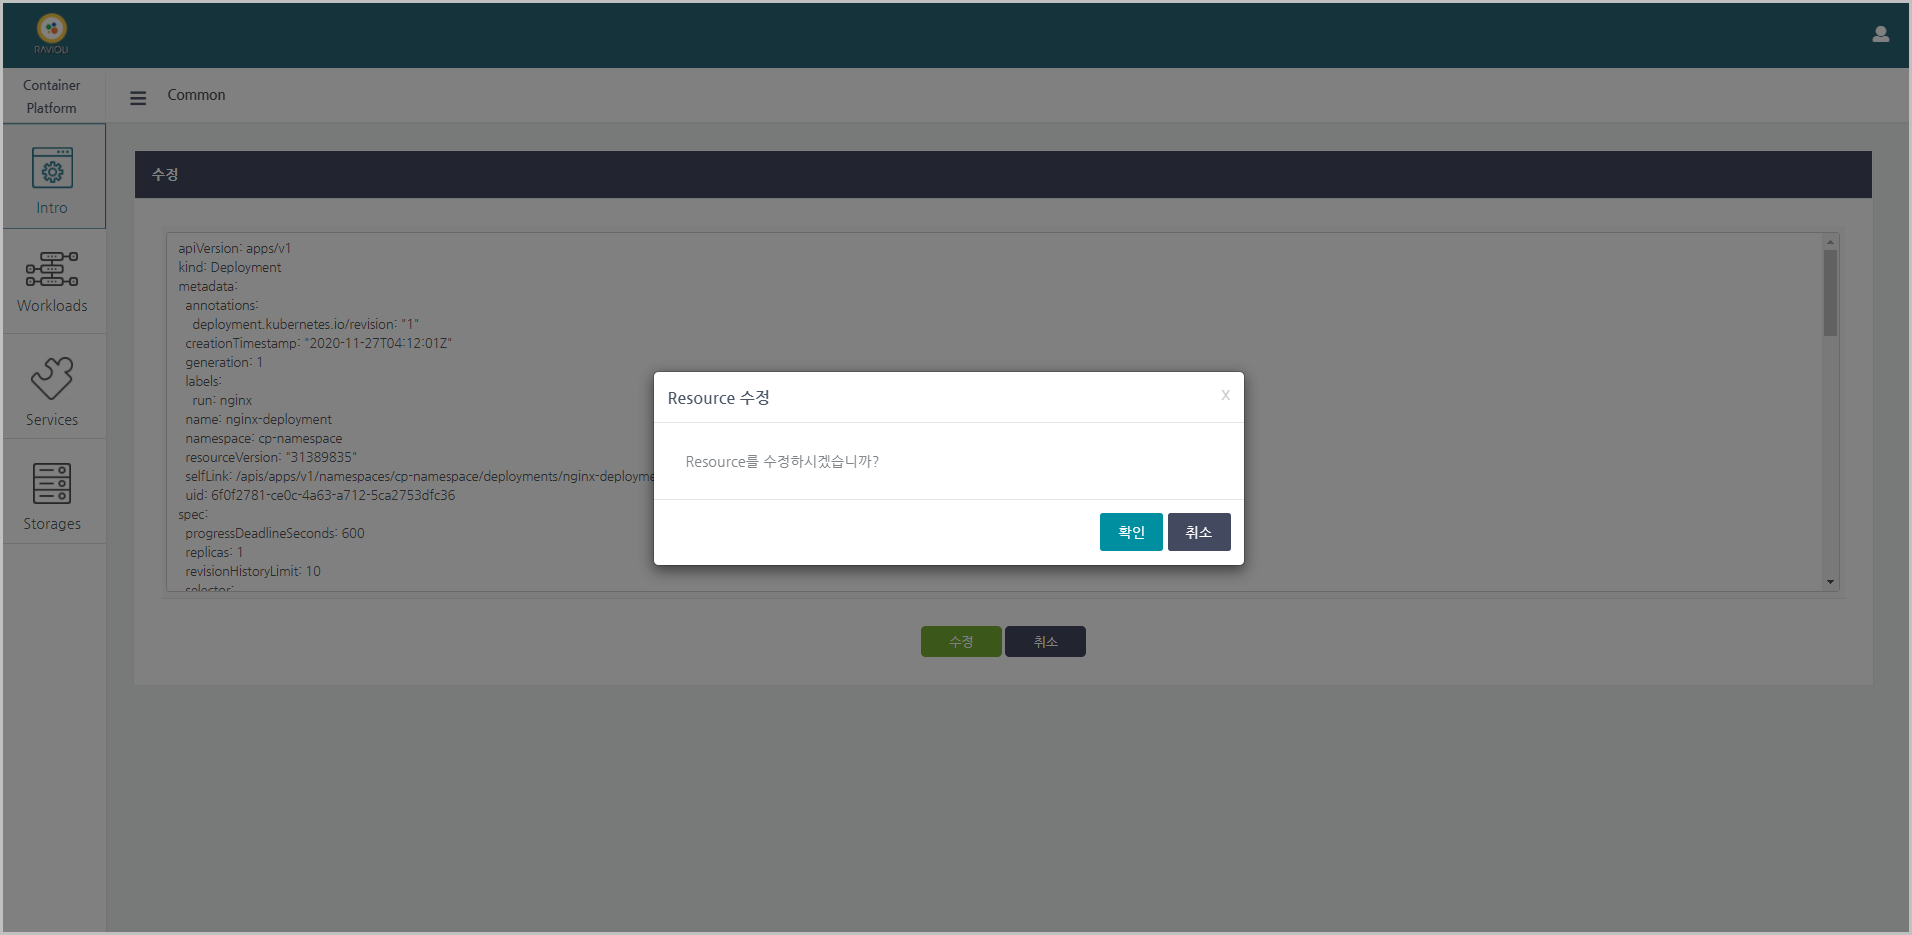 RAVIOLI
Container
Platform
Common
Intro
Workloads
Services
Storages
수정
apiVersion: apps/v1
kind: Deployment
metadata:
annotations:
deployment.kubernetes.io/revision: "1"
creationTimestamp: "2020-11-27T04:12:01Z"
generation: 1
labels:
run: nginx
name: nginx-deployment
namespace: cp-namespace
resourceVersion: "31389835"
selfLink: /apis/apps/v1/namespaces/cp-namespace/deployments/nginx-deployme
uid: 6f0f2781-ce0c-4a63-a712-5ca2753dfc36
spec:
progressDeadlineSeconds: 600
replicas: 1
revisionHistoryLimit: 10
selector:
Resource 수정
X
Resource를 수정하시겠습니까?
확인 취소
수정 취소